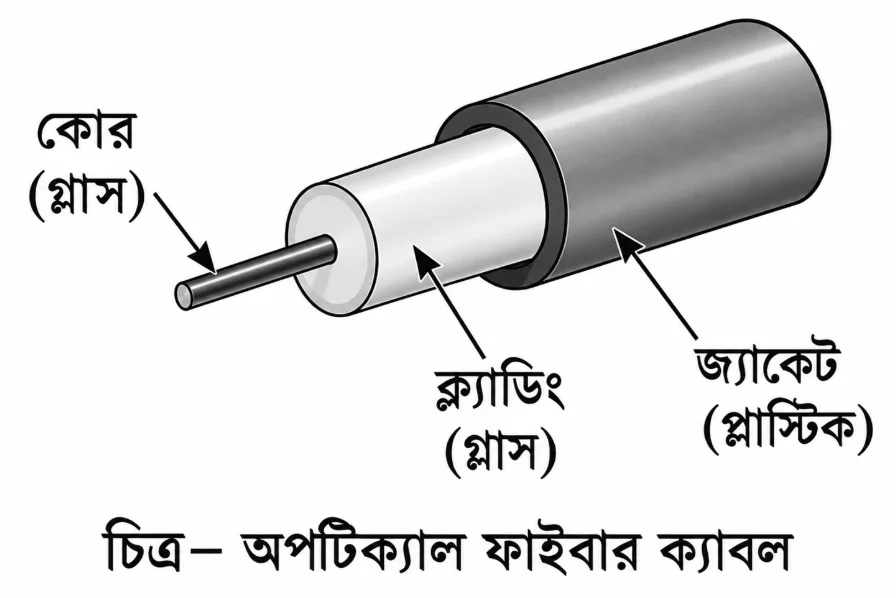 কোর
(গ্লাস)
ক্ল্যাডিং
(গ্লাস)
জ্যাকেট
(প্লাস্টিক)
চিত্র– অপটিক্যাল ফাইবার ক্যাবল